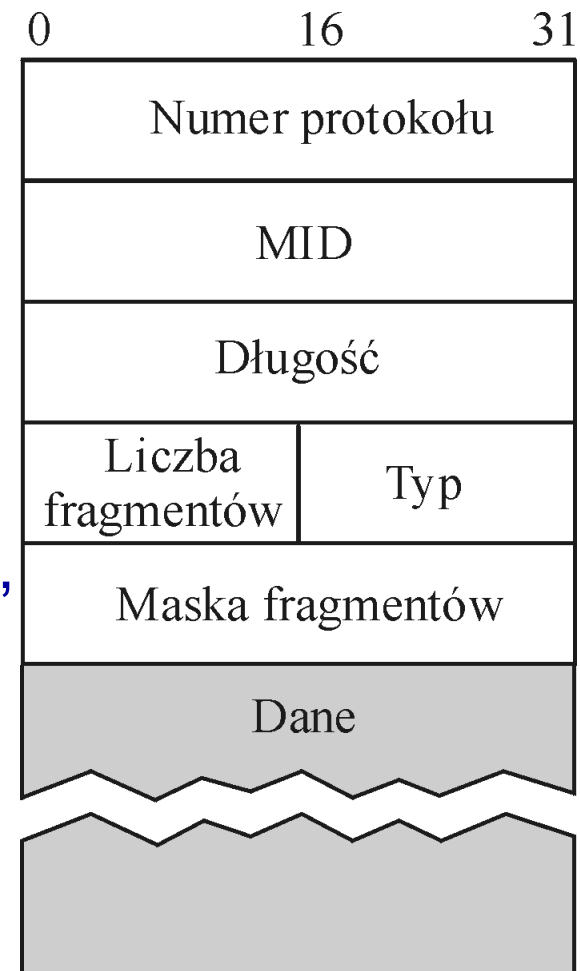 0 16 31
Numer protokołu
MID
Długość
Liczba
fragmentów
Typ
,
Maska fragmentów
Dane